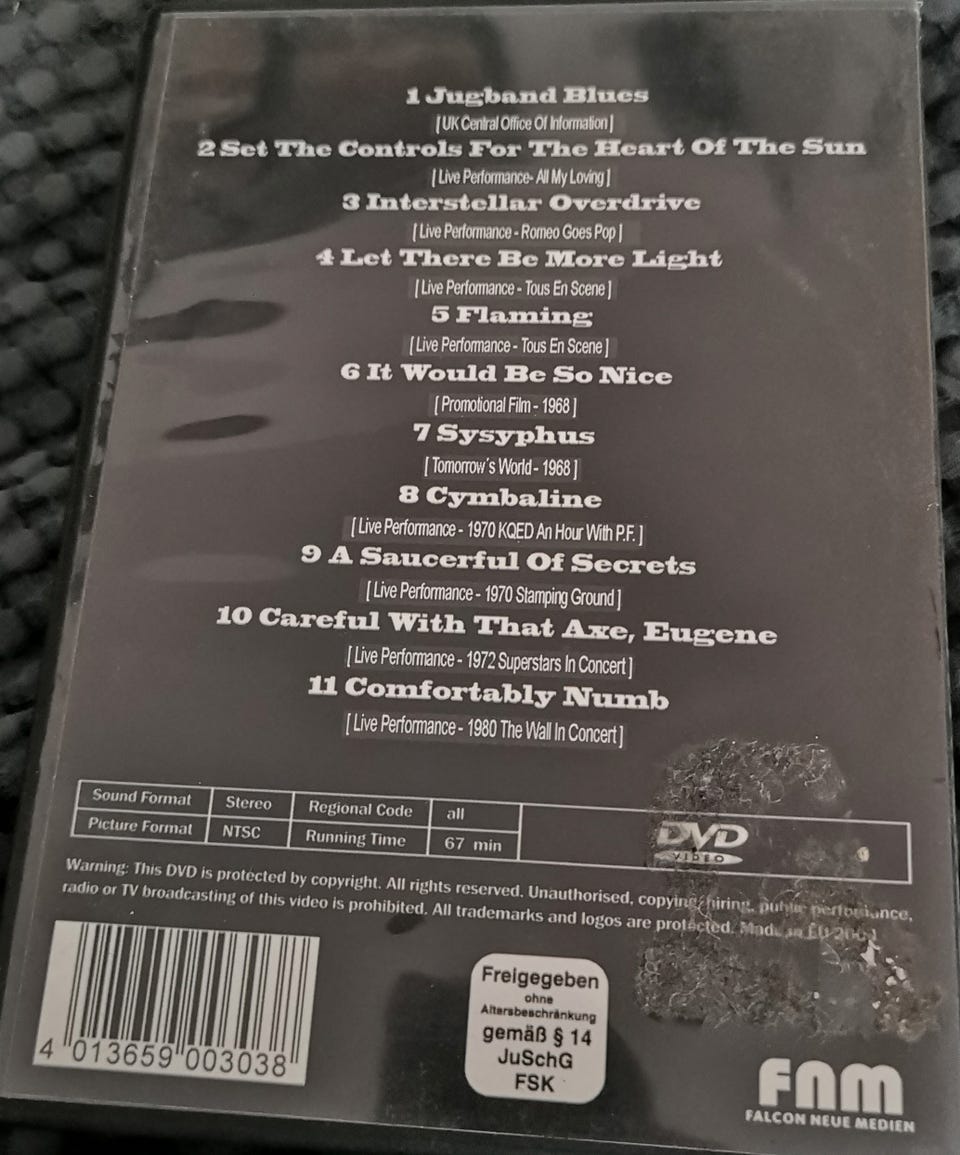 1 Jugband Blues
[ UK Central Office Of Information ]
2 Set The Controls For The Heart Of The Sun
[ Live Performance- All My Loving ]
3 Interstellar Overdrive
[ Live Performance - Romeo Goes Pop ]
4 Let There Be More Light
[ Live Performance - Tous En Scene ]
5 Flaming
[ Live Performance - Tous En Scene ]
6 It Would Be So Nice
[ Promotional Film - 1968 ]
7 Sysyphus
[ Tomorrow´s World - 1968 ]
8 Cymbaline
[ Live Performance - 1970 KQED An Hour With P.F. ]
9 A Saucerful Of Secrets
[ Live Performance - 1970 Stamping Ground ]
10 Careful With That Axe, Eugene
[ Live Performance - 1972 Superstars In Concert ]
11 Comfortably Numb
[ Live Performance - 1980 The Wall In Concert ]
Sound Format Stereo Regional Code all
Picture Format NTSC Running Time 67 min
DVD
VIDEO
Warning: This DVD is protected by copyright. All rights reserved. Unauthorised, copying, hiring, public performance,
radio or TV broadcasting of this video is prohibited. All trademarks and logos are protected. Made in EU
4 013659 003038
Freigegeben
ohne
Altersbeschränkung
gemäß § 14
JuSchG
FSK
FNM
FALCON NEUE MEDIEN